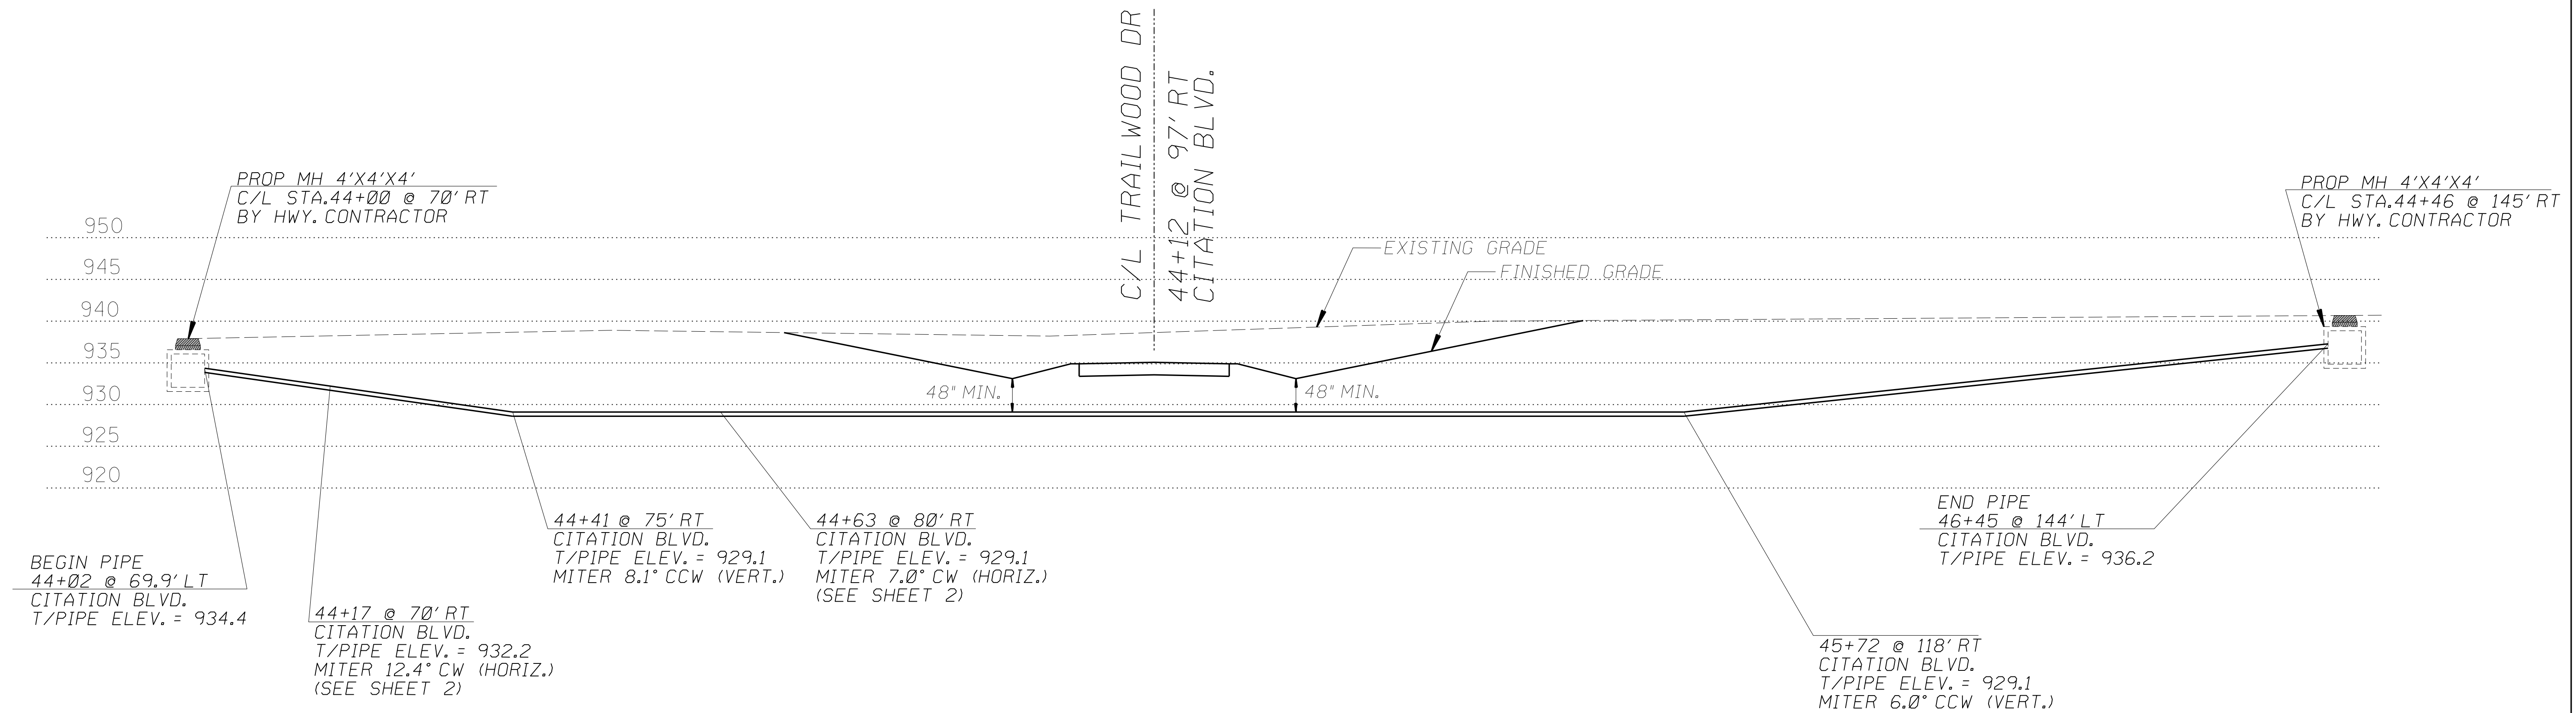 C/L TRAILWOOD DR
44+12 @ 97' RT
CITATION BLVD.
PROP MH 4'X4'X4'
C/L STA.44+00 @ 70' RT
BY HWY. CONTRACTOR
PROP MH 4'X4'X4'
C/L STA.44+46 @ 145' RT
BY HWY. CONTRACTOR
950
945
940
935
930
925
920
EXISTING GRADE
FINISHED GRADE
48" MIN.
48" MIN.
BEGIN PIPE
44+02 @ 69.9' LT
CITATION BLVD.
T/PIPE ELEV. = 934.4
44+17 @ 70' RT
CITATION BLVD.
T/PIPE ELEV. = 932.2
MITER 12.4° CW (HORIZ.)
(SEE SHEET 2)
44+41 @ 75' RT
CITATION BLVD.
T/PIPE ELEV. = 929.1
MITER 8.1° CCW (VERT.)
44+63 @ 80' RT
CITATION BLVD.
T/PIPE ELEV. = 929.1
MITER 7.0° CW (HORIZ.)
(SEE SHEET 2)
45+72 @ 118' RT
CITATION BLVD.
T/PIPE ELEV. = 929.1
MITER 6.0° CCW (VERT.)
END PIPE
46+45 @ 144' LT
CITATION BLVD.
T/PIPE ELEV. = 936.2